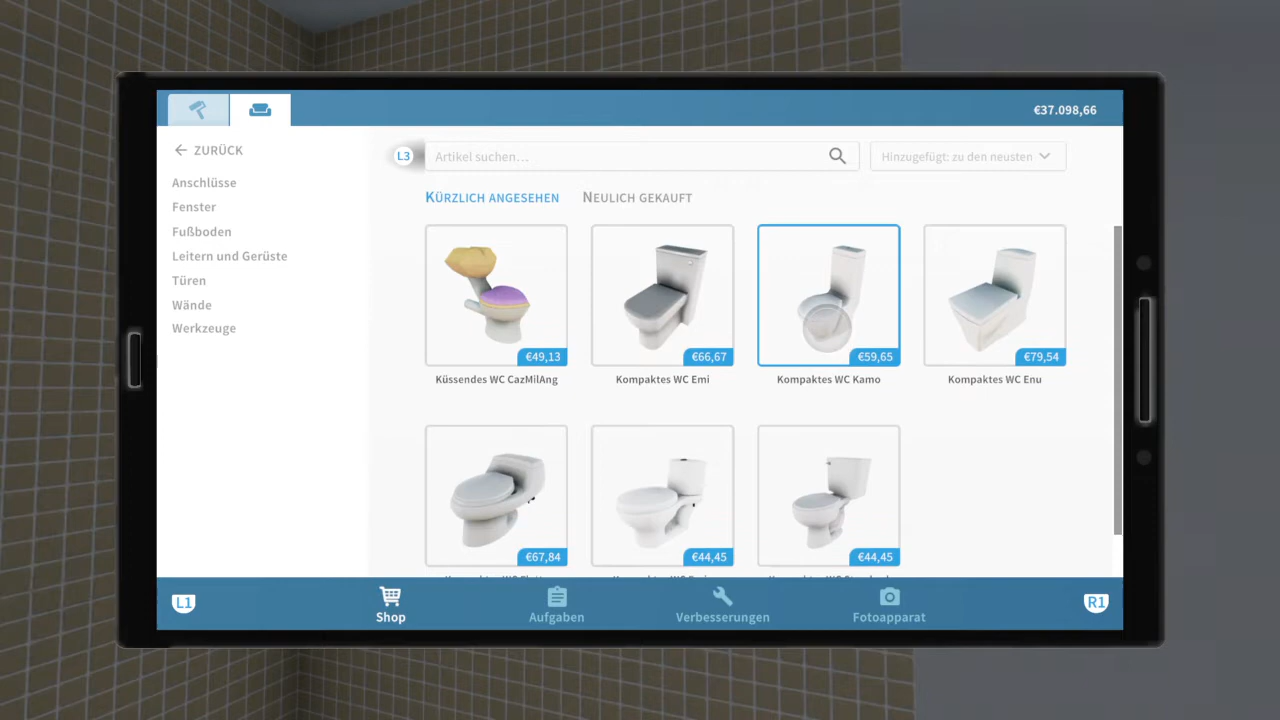 €37.098,66
ZURÜCK
L3
Artikel suchen...
Hinzugefügt: zu den neusten
Anschlüsse
Fenster
Fußboden
Leitern und Gerüste
Türen
Wände
Werkzeuge
KÜRZLICH ANGESEHEN
NEULICH GEKAUFT
€49,13
€66,67
€59,65
€79,54
Küssendes WC CazMilAng
Kompaktes WC Emi
Kompaktes WC Kamo
Kompaktes WC Enu
€67,84
€44,45
€44,45
L1
Shop
Aufgaben
Verbesserungen
Fotoapparat
R1